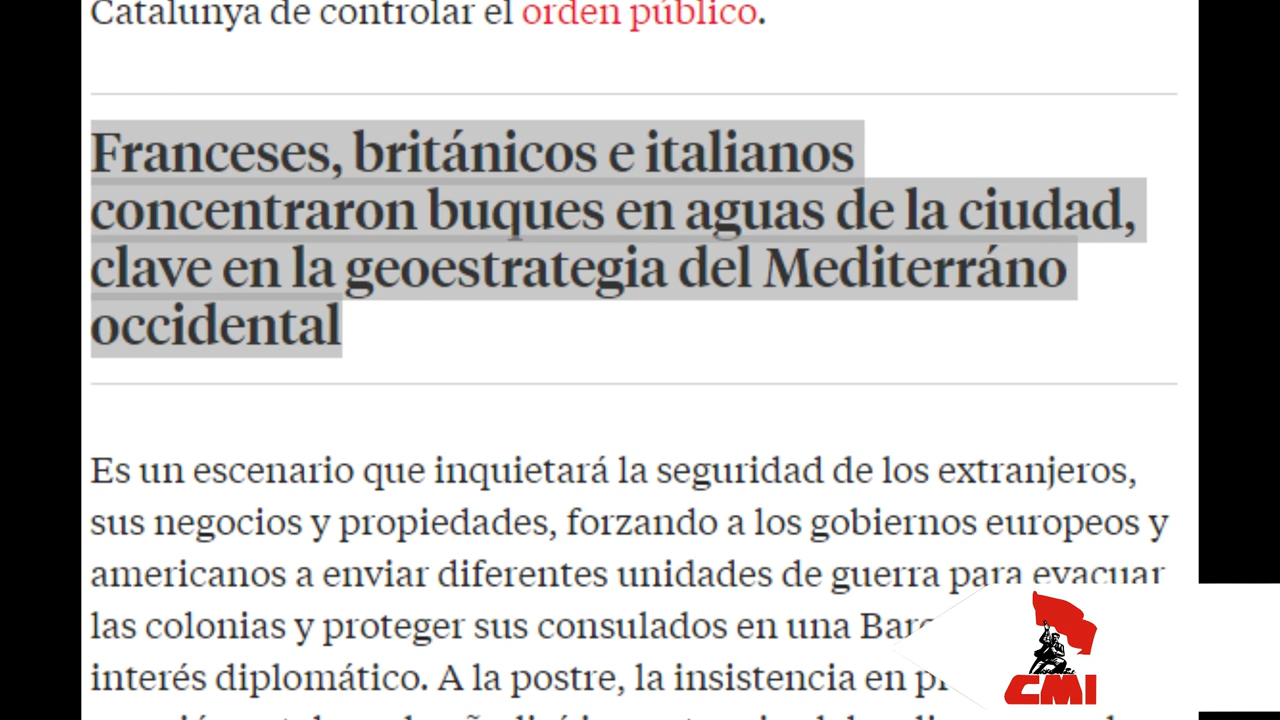 Catalunya de controlar el orden público.
Franceses, británicos e italianos
concentraron buques en aguas de la ciudad,
clave en la geoestrategia del Mediterráno
occidental
Es un escenario que inquietará la seguridad de los extranjeros,
sus negocios y propiedades, forzando a los gobiernos europeos y
americanos a enviar diferentes unidades de guerra para evacuar
las colonias y proteger sus consulados en una
interés diplomático. A la postre, la insistencia en
CMI